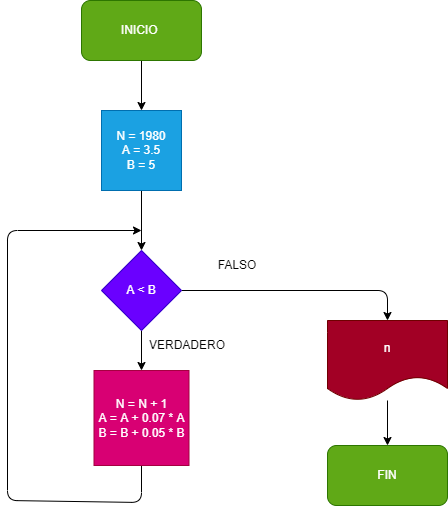 INICIO
N = 1980
A = 3.5
B = 5
FALSO
A < B
VERDADERO
n
N = N + 1
A = A + 0.07 * A
B = B + 0.05 * B
FIN